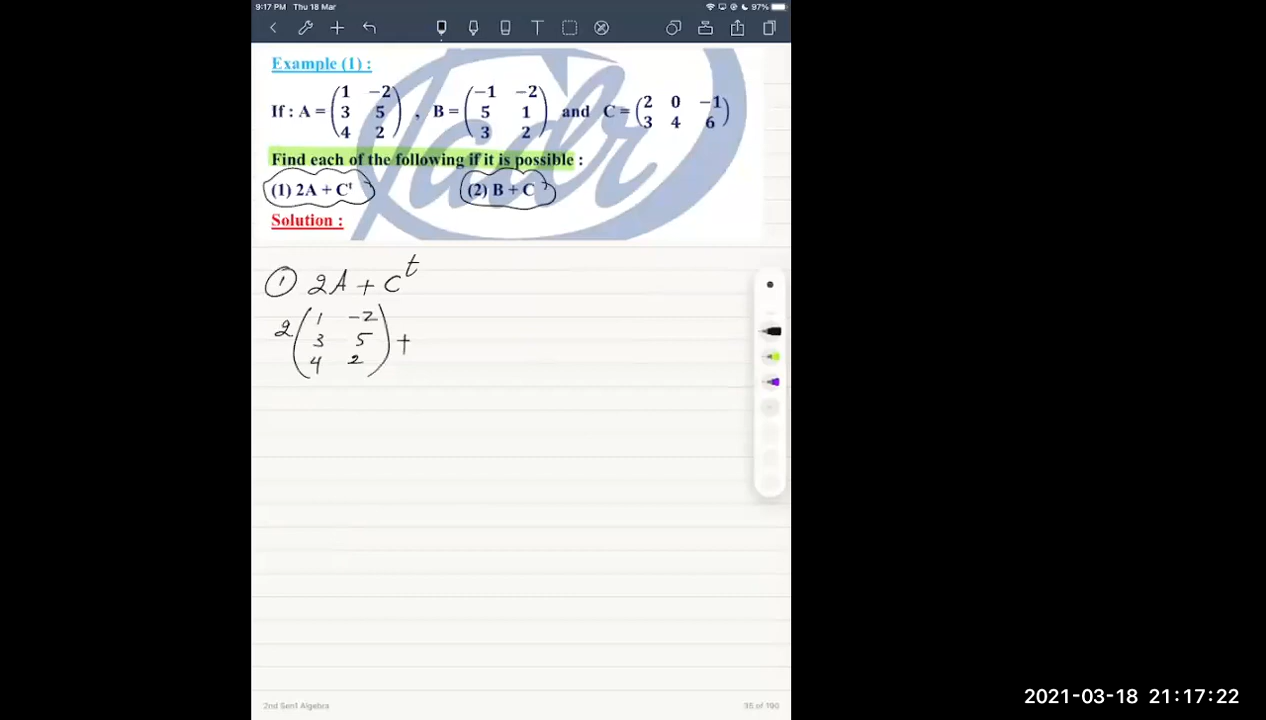 9:17 PM Thu 18 Mar 97%
Example (1) :
If : A = (1 -2
3 5
4 2) , B = (-1 -2
5 1
3 2) and C = (2 0 -1
3 4 6)
Find each of the following if it is possible :
(1) 2A + Cᵗ (2) B + C
Solution :
① 2A + Cᵗ
2 (1 -2
3 5
4 2) +
2nd Sen1 Algebra 35 of 190
2021-03-18 21:17:22